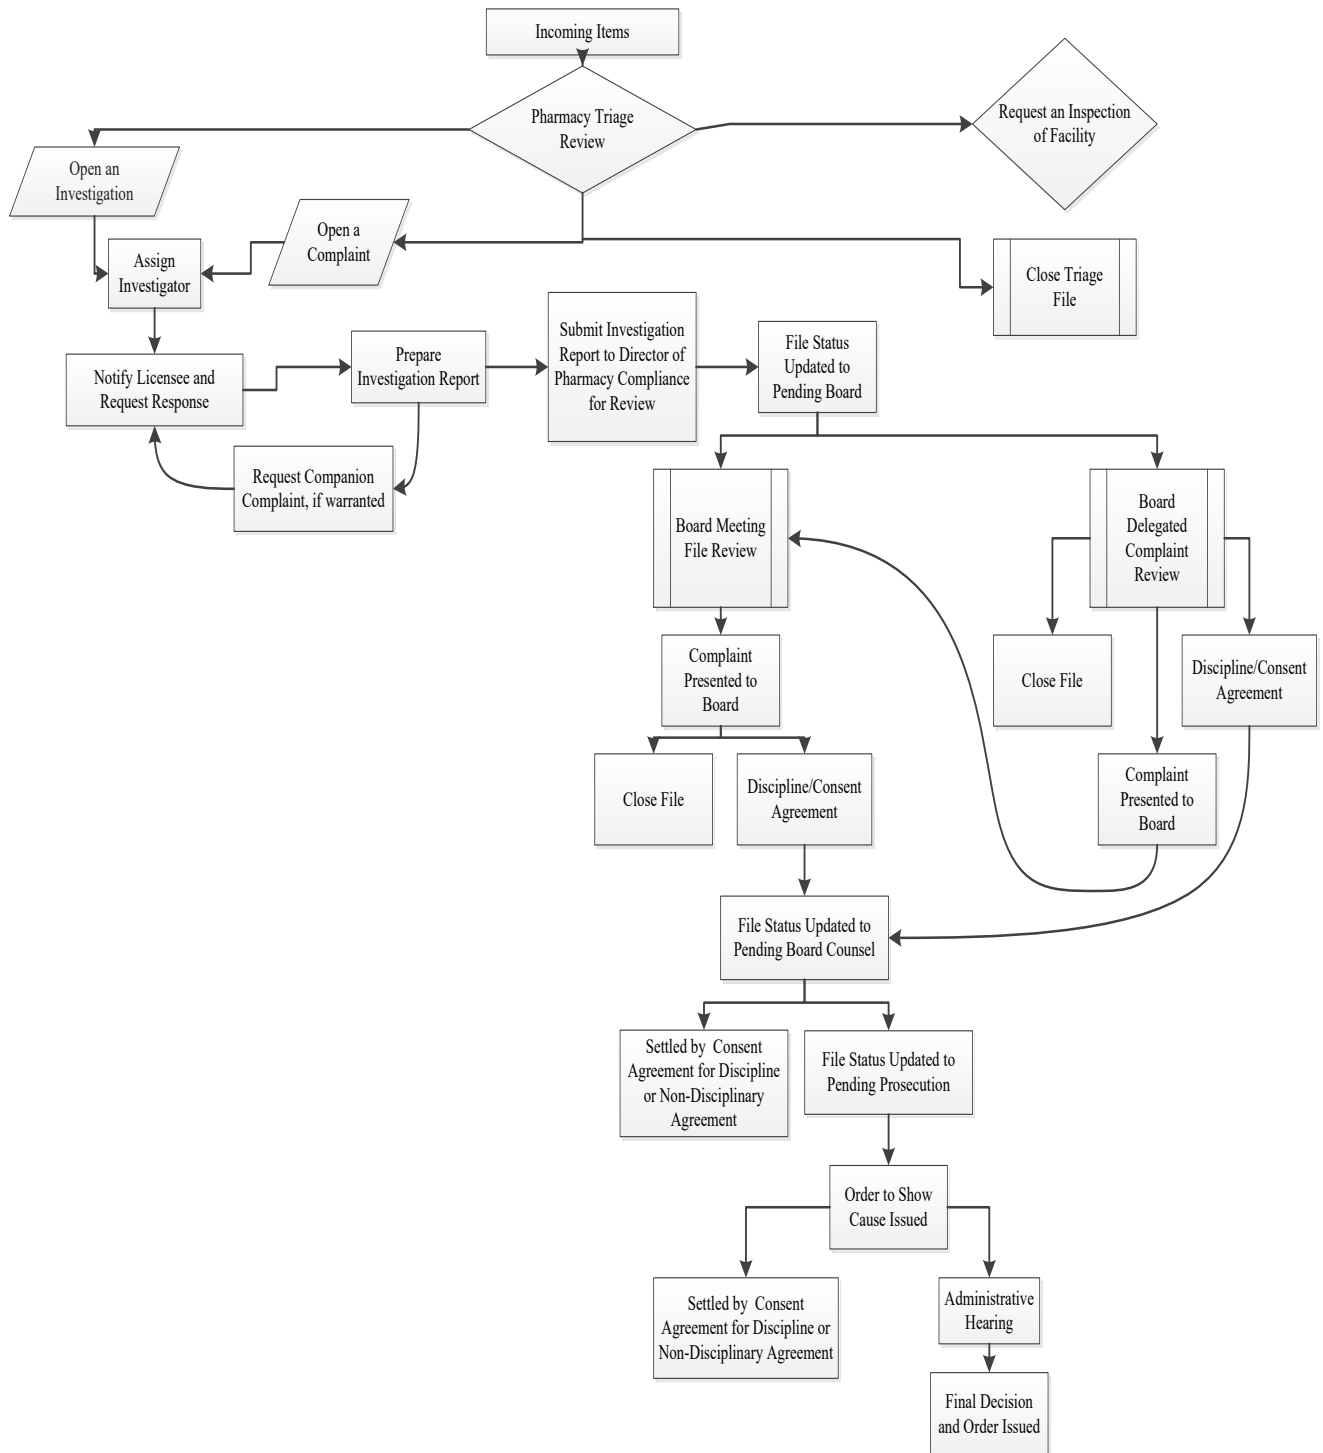 Incoming Items
Pharmacy Triage
Review
Request an Inspection
of Facility
Open an
Investigation
Open a
Complaint
Assign
Investigator
Close Triage
File
Notify Licensee and
Request Response
Prepare
Investigation Report
Submit Investigation
Report to Director of
Pharmacy Compliance
for Review
File Status
Updated to
Pending Board
Request Companion
Complaint, if warranted
Board Meeting
File Review
Board
Delegated
Complaint
Review
Complaint
Presented to
Board
Close File
Discipline/Consent
Agreement
Close File
Discipline/Consent
Agreement
Complaint
Presented to
Board
File Status Updated to
Pending Board Counsel
Settled by  Consent
Agreement for Discipline
or Non-Disciplinary
Agreement
File Status Updated to
Pending Prosecution
Order to Show
Cause Issued
Settled by  Consent
Agreement for Discipline or
Non-Disciplinary Agreement
Administrative
Hearing
Final Decision
and Order Issued